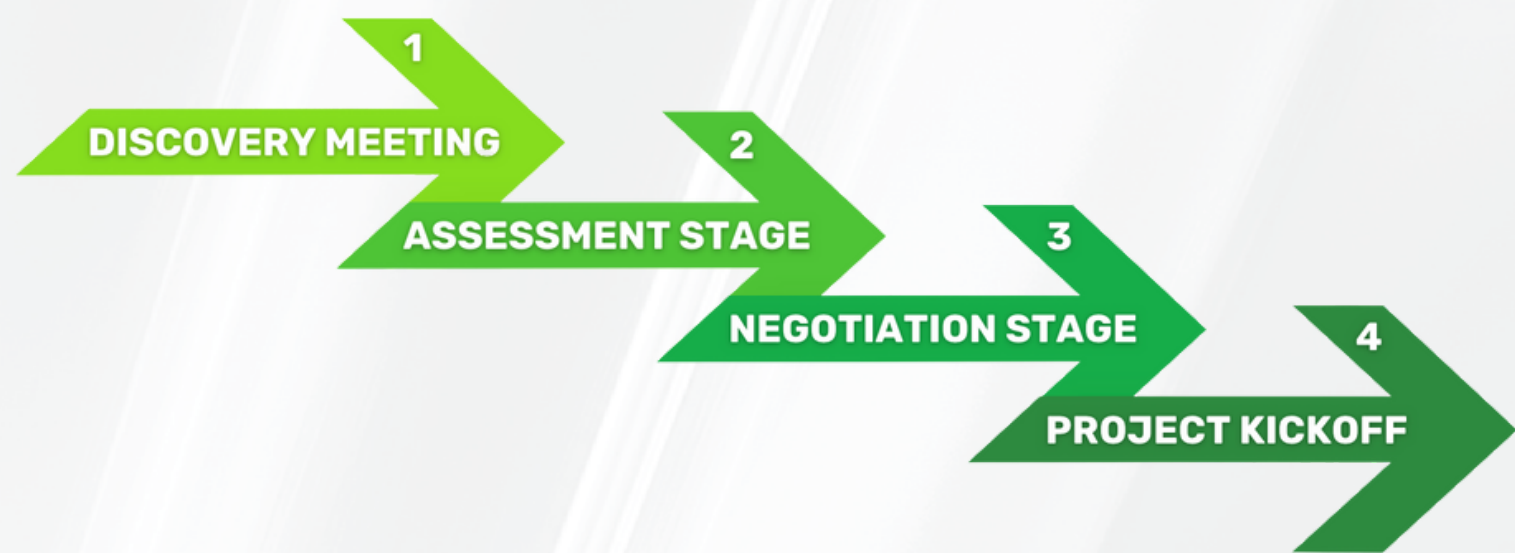 1
DISCOVERY MEETING
2
ASSESSMENT STAGE
3
NEGOTIATION STAGE
4
PROJECT KICKOFF